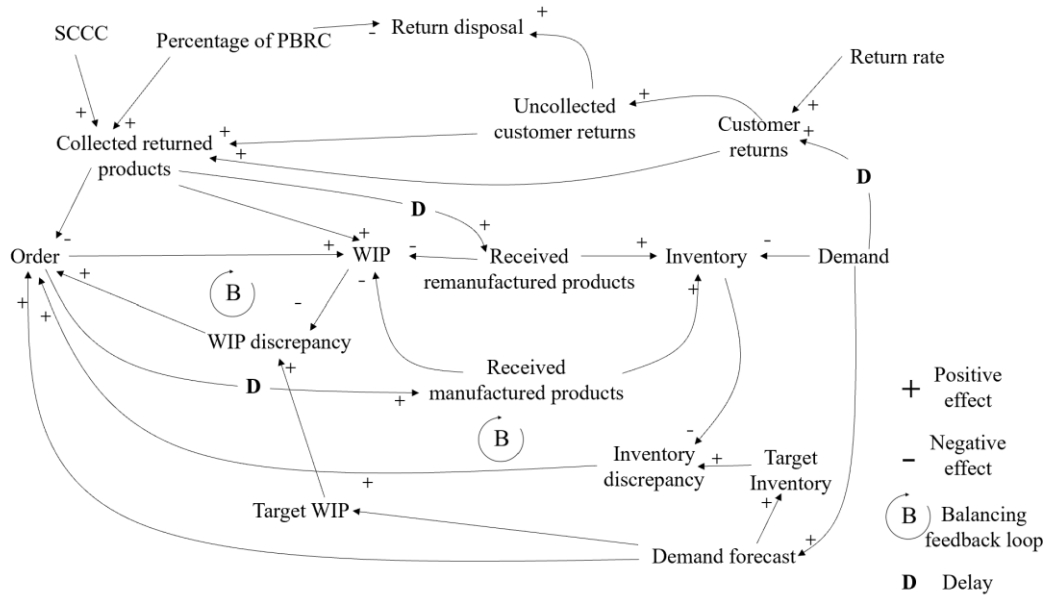 SCCC
Percentage of PBRC
-
Return disposal
+
Return rate
+
Uncollected
customer returns
+
Customer
returns
+
+
+
Collected returned
products
+
+
D
D
Order
-
+
WIP
+
-
-
+
Received
remanufactured products
+
Inventory
-
Demand
+
B
-
WIP discrepancy
+
+
+
+
D
+
Received
manufactured products
B
-
Inventory
discrepancy
+
Target
Inventory
+
+
Target WIP
Demand forecast
+
+ Positive
effect
- Negative
effect
B Balancing
feedback loop
D Delay